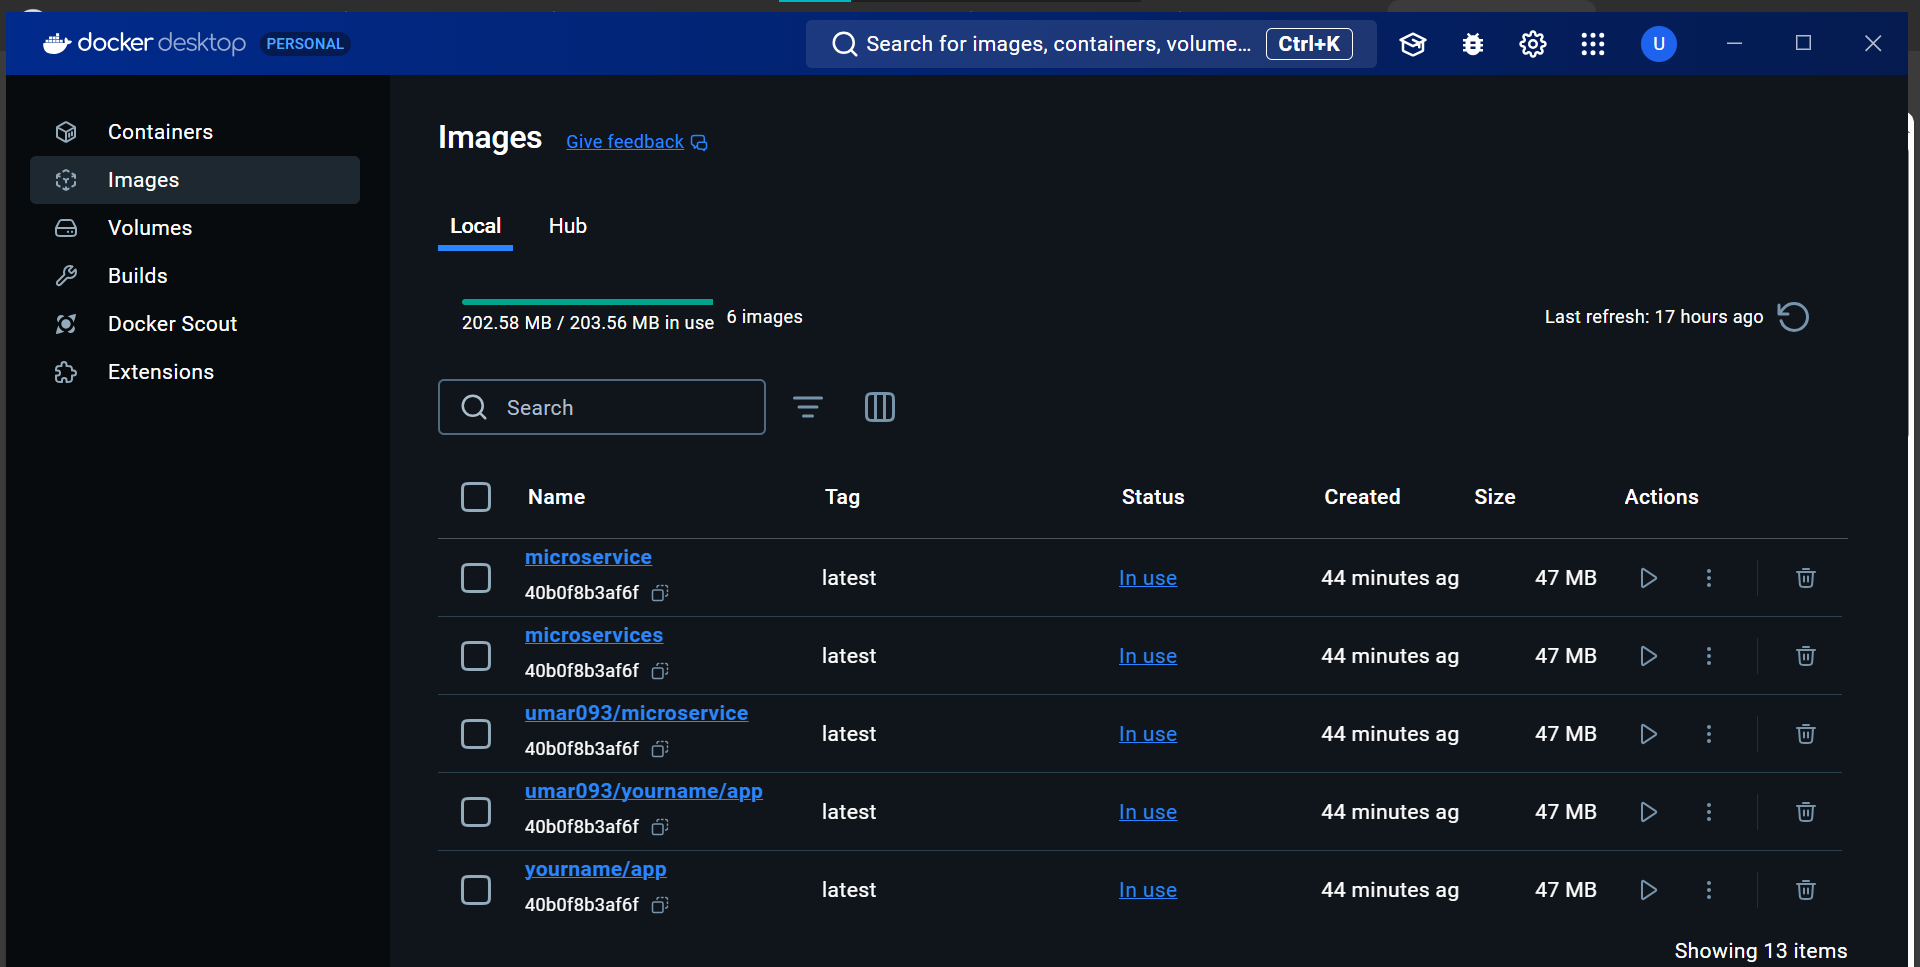 docker desktop PERSONAL
Search for images, containers, volume... Ctrl+K
U
Containers
Images
Volumes
Builds
Docker Scout
Extensions
Images Give feedback
Local Hub
202.58 MB / 203.56 MB in use 6 images
Last refresh: 17 hours ago
Search
Name Tag Status Created Size Actions
microservice
40b0f8b3af6f latest In use 44 minutes ag 47 MB
microservices
40b0f8b3af6f latest In use 44 minutes ag 47 MB
umar093/microservice
40b0f8b3af6f latest In use 44 minutes ag 47 MB
umar093/yourname/app
40b0f8b3af6f latest In use 44 minutes ag 47 MB
yourname/app
40b0f8b3af6f latest In use 44 minutes ag 47 MB
Showing 13 items